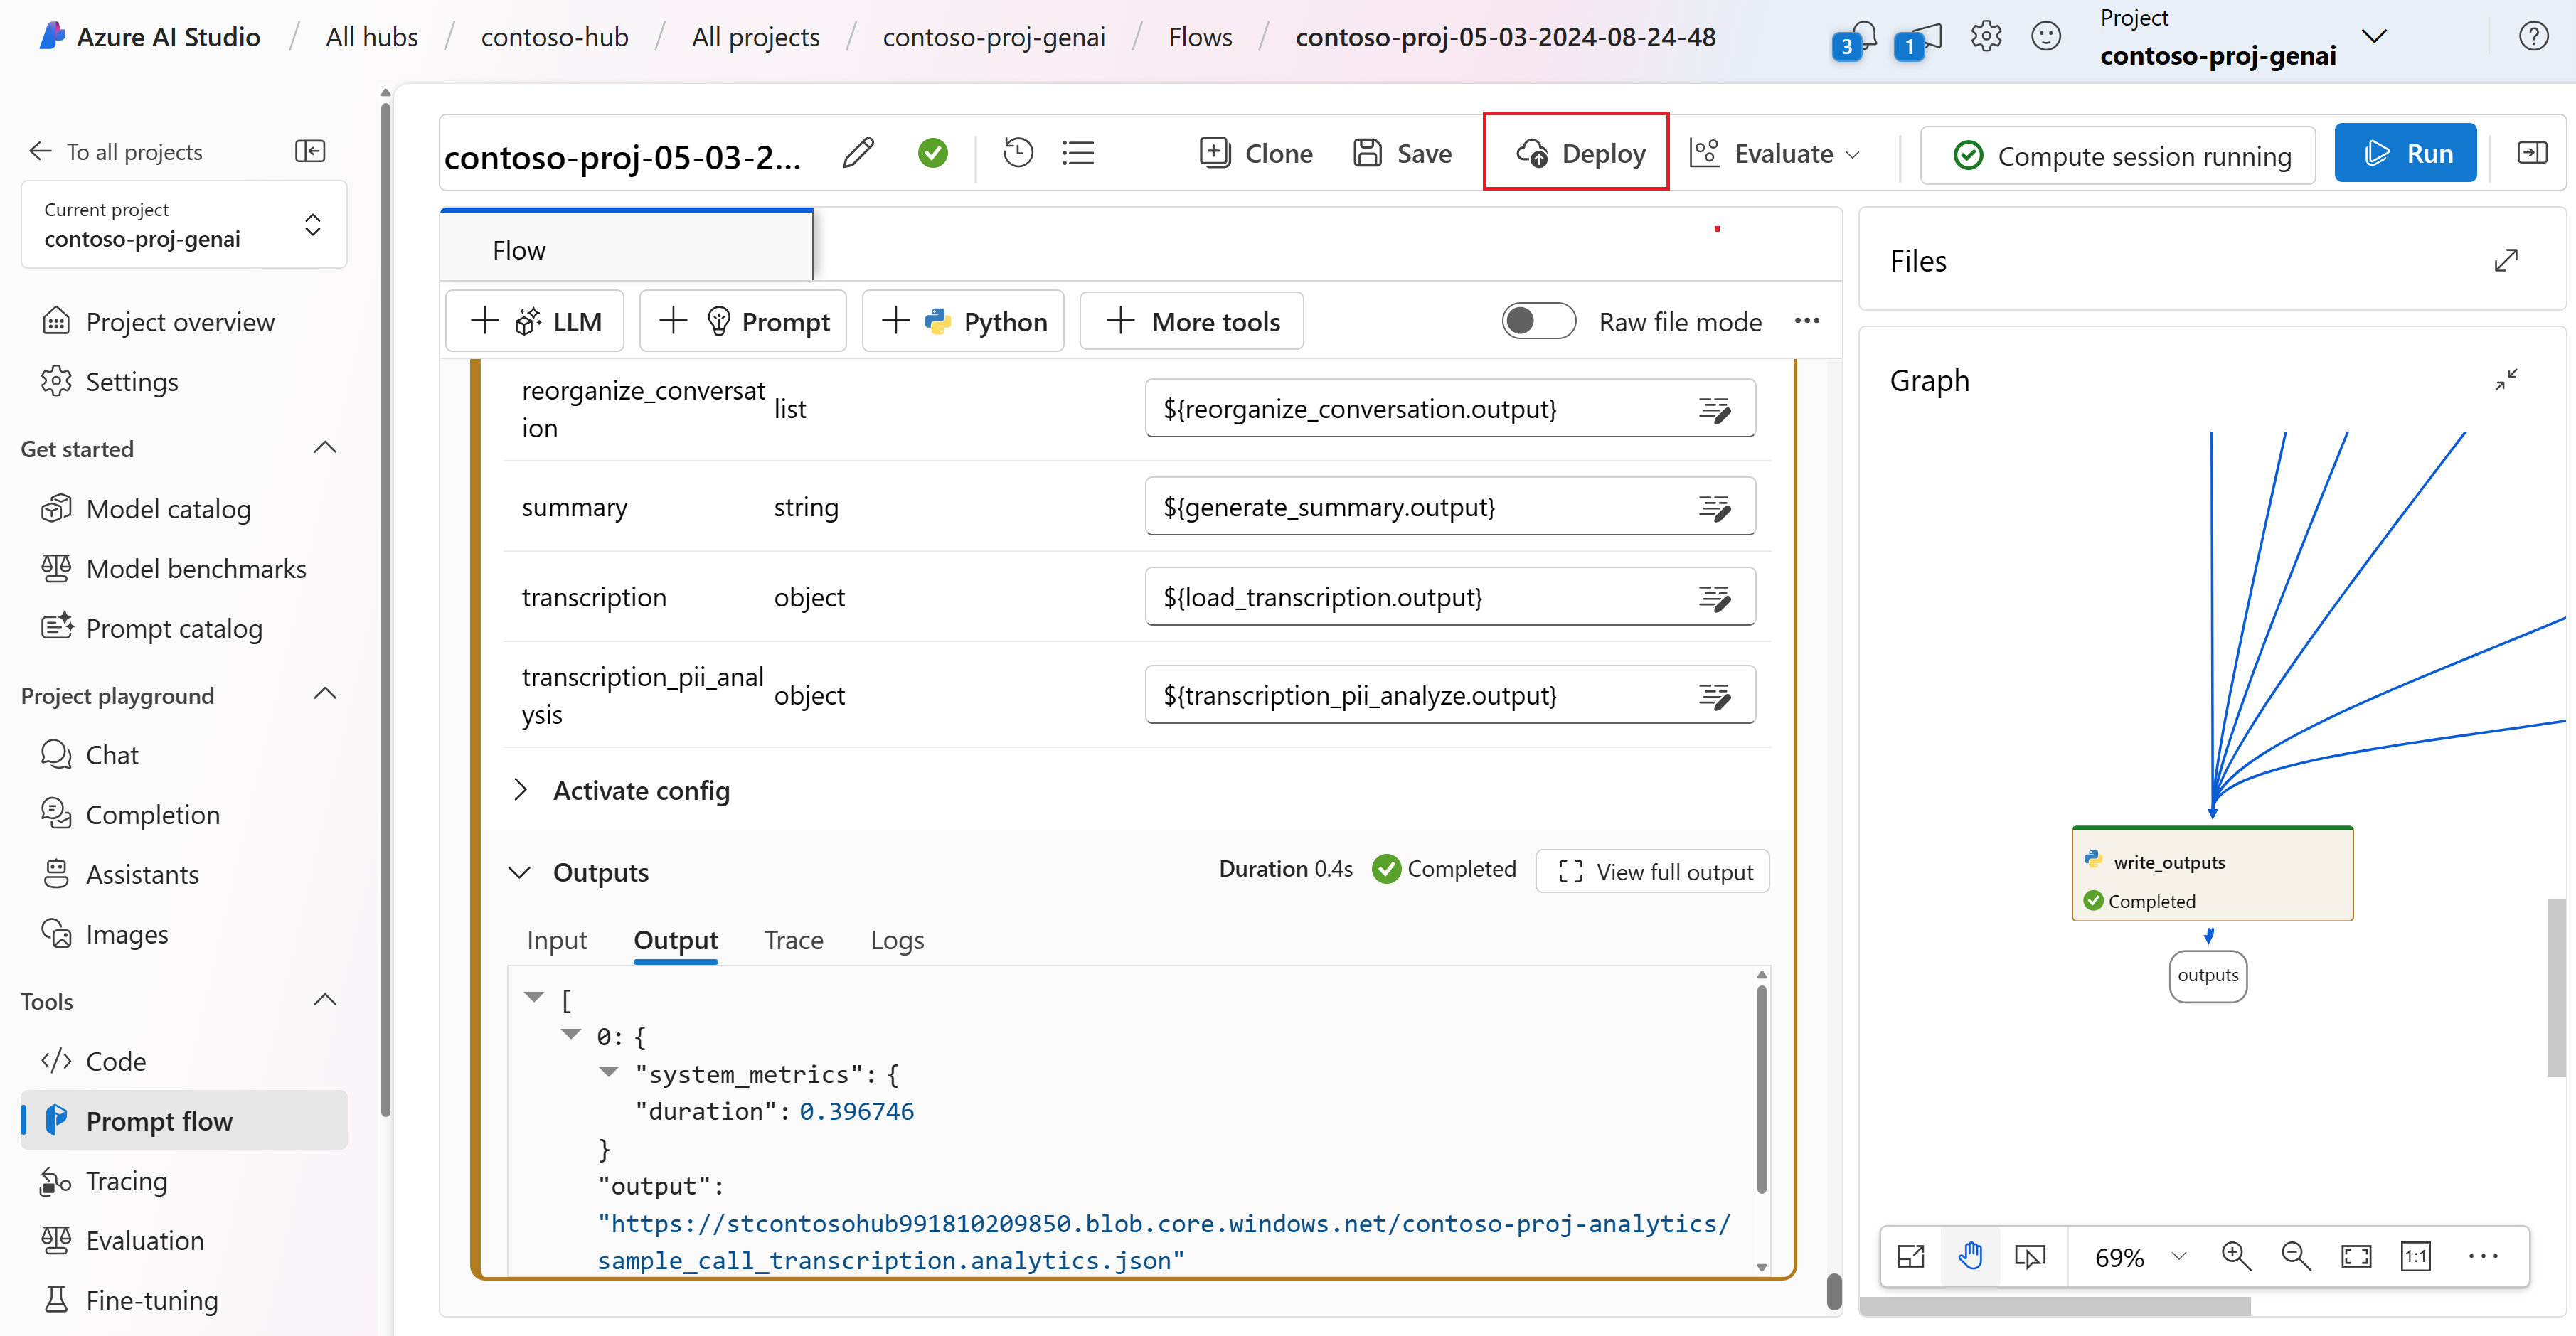 Azure AI Studio / All hubs / contoso-hub / All projects / contoso-proj-genai / Flows / contoso-proj-05-03-2024-08-24-48
3
1
Project
contoso-proj-genai
To all projects
Current project
contoso-proj-genai
Project overview
Settings
Get started
Model catalog
Model benchmarks
Prompt catalog
Project playground
Chat
Completion
Assistants
Images
Tools
Code
Prompt flow
Tracing
Evaluation
Fine-tuning
contoso-proj-05-03-2...
Clone
Save
Deploy
Evaluate
Compute session running
Run
Flow
LLM
Prompt
Python
More tools
Raw file mode
reorganize_conversat
ion
list
${reorganize_conversation.output}
summary
string
${generate_summary.output}
transcription
object
${load_transcription.output}
transcription_pii_anal
ysis
object
${transcription_pii_analyze.output}
Activate config
Outputs
Duration 0.4s
Completed
View full output
Input
Output
Trace
Logs
[
0: {
"system_metrics": {
"duration": 0.396746
}
"output":
"https://stcontosohub991810209850.blob.core.windows.net/contoso-proj-analytics/
sample_call_transcription.analytics.json"
Files
Graph
write_outputs
Completed
outputs
69%
1:1